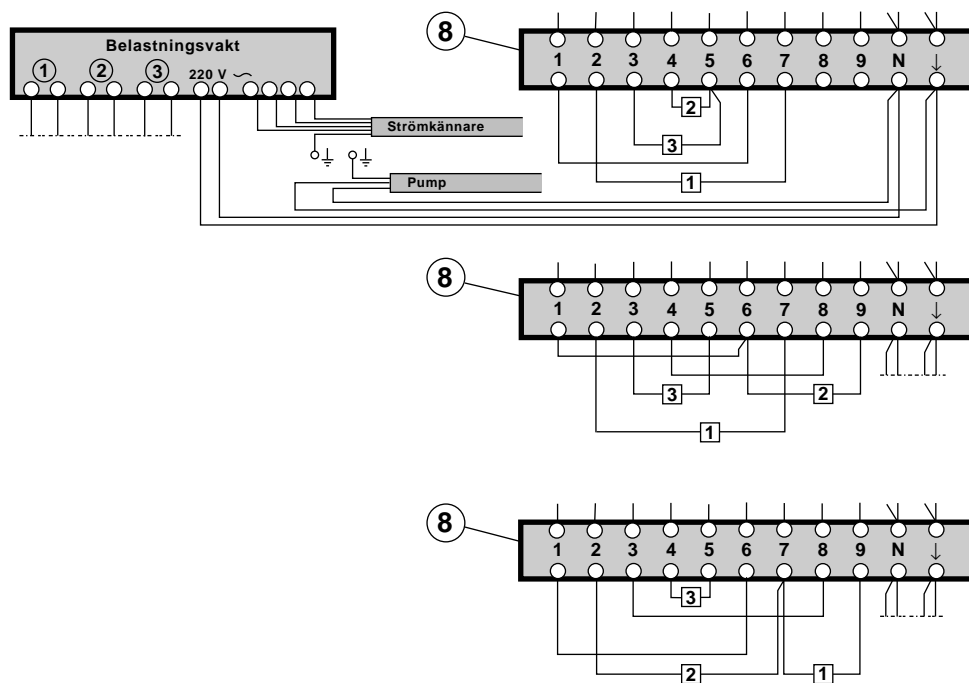 Belastningsvakt
1 2 3 220 V ~
Strömkännare
Pump
8
1 2 3 4 5 6 7 8 9 N ↓
2
3
1
8
1 2 3 4 5 6 7 8 9 N ↓
3 2
1
8
1 2 3 4 5 6 7 8 9 N ↓
3
2 1